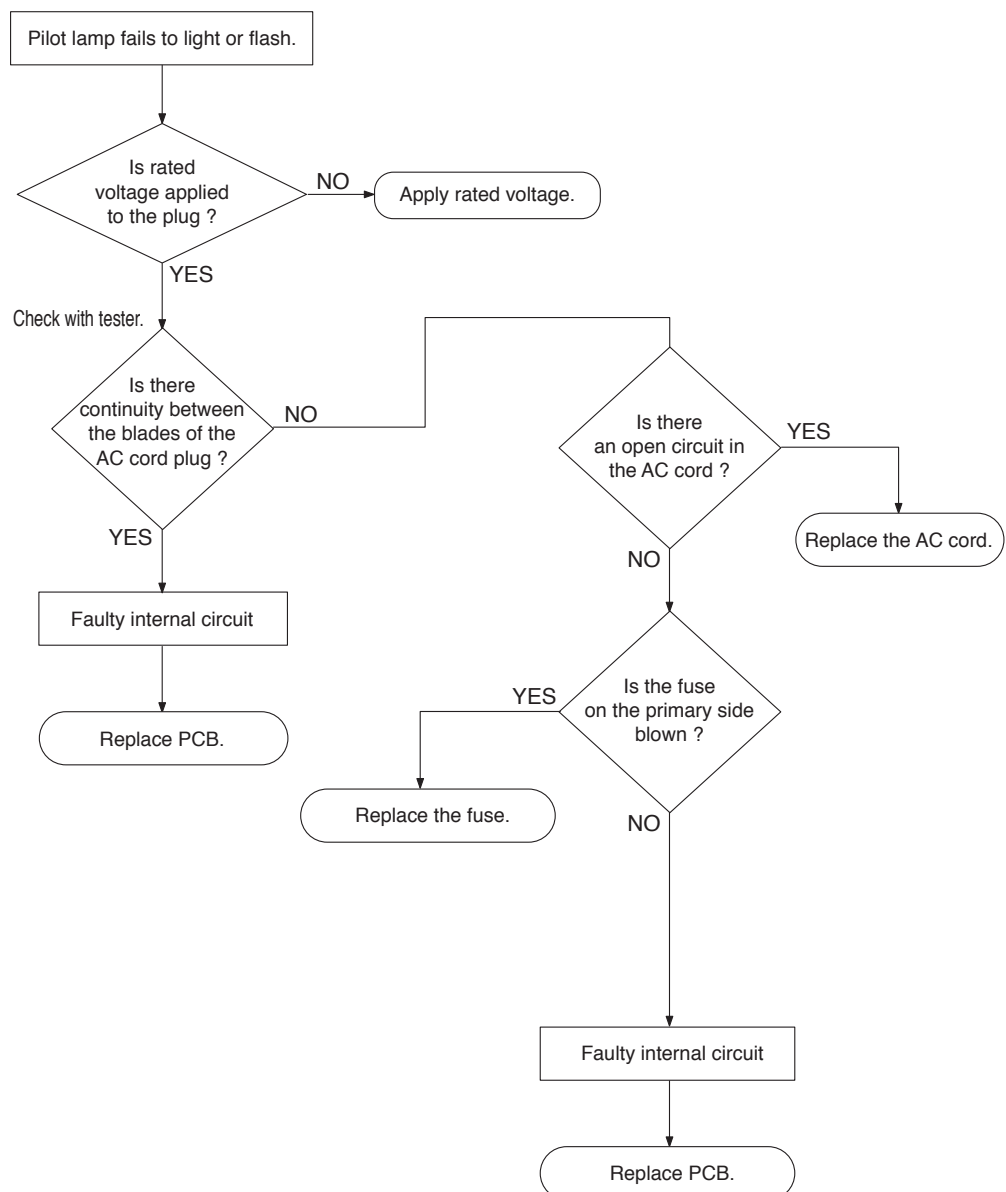 Pilot lamp fails to light or flash.
Is rated
voltage applied
to the plug ?
NO
Apply rated voltage.
YES
Check with tester.
Is there
continuity between
the blades of the
AC cord plug ?
NO
Is there
an open circuit in
the AC cord ?
YES
Replace the AC cord.
YES
NO
Faulty internal circuit
Replace PCB.
Is the fuse
on the primary side
blown ?
YES
Replace the fuse.
NO
Faulty internal circuit
Replace PCB.